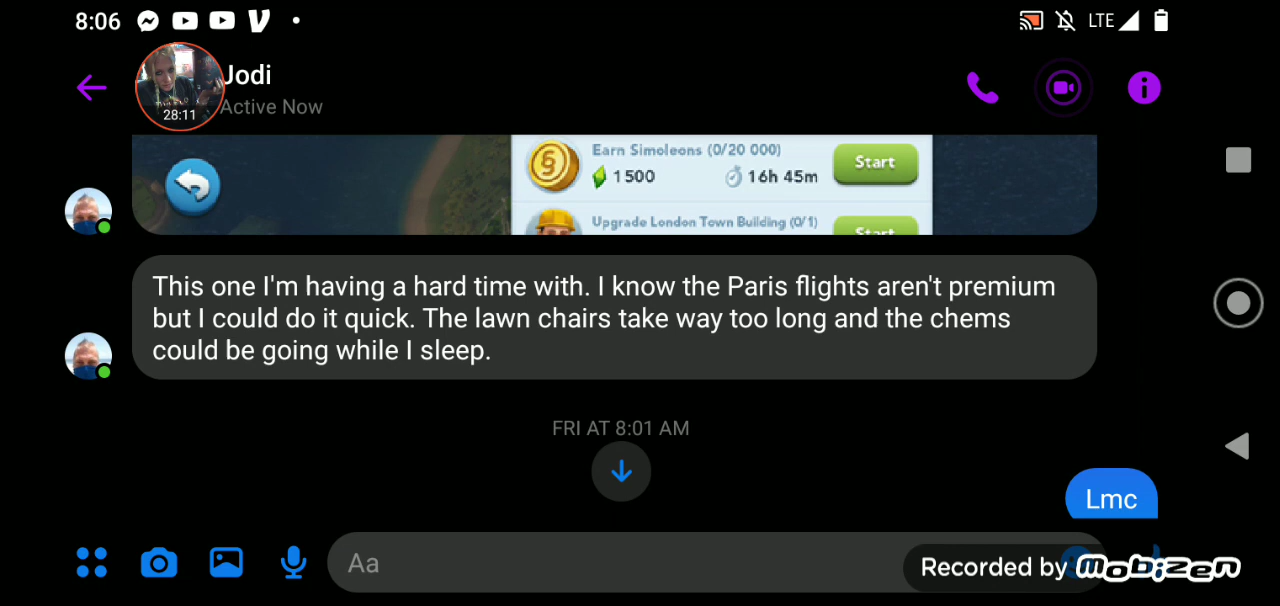 8:06
LTE
Jodi
Active Now
28:11
Earn Simoleons (0/20 000)
1 500
16h 45m
Start
Upgrade London Town Building (0/1)
Start
This one I'm having a hard time with. I know the Paris flights aren't premium
but I could do it quick. The lawn chairs take way too long and the chems
could be going while I sleep.
FRI AT 8:01 AM
Lmc
Aa
Recorded by mobizen